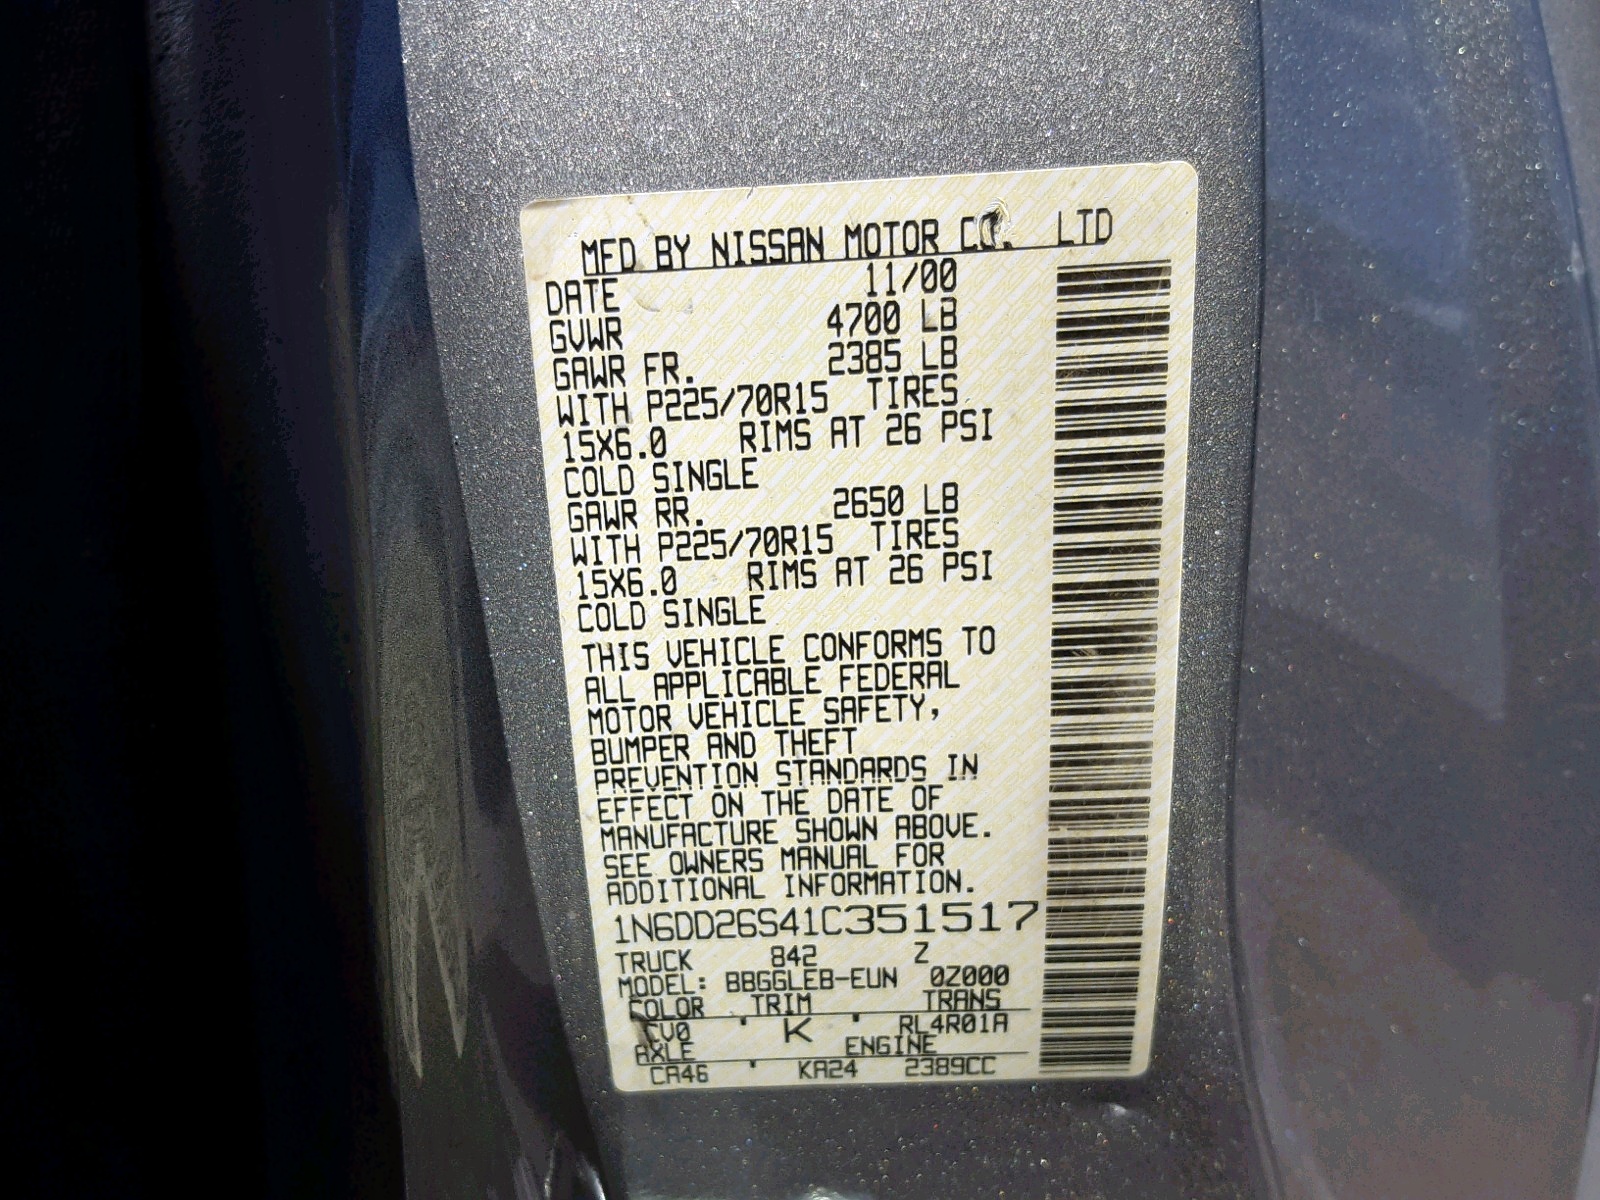 MFD BY NISSAN MOTOR CO. LTD
DATE 11/00
GVWR 4700 LB
GAWR FR. 2385 LB
WITH P225/70R15 TIRES
15X6.0 RIMS AT 26 PSI
COLD SINGLE
GAWR RR. 2650 LB
WITH P225/70R15 TIRES
15X6.0 RIMS AT 26 PSI
COLD SINGLE
THIS VEHICLE CONFORMS TO
ALL APPLICABLE FEDERAL
MOTOR VEHICLE SAFETY,
BUMPER AND THEFT
PREVENTION STANDARDS IN
EFFECT ON THE DATE OF
MANUFACTURE SHOWN ABOVE.
SEE OWNERS MANUAL FOR
ADDITIONAL INFORMATION.
1N6DD26S41C351517
TRUCK 842 Z
MODEL: BBGGLEB-EUN 0Z000
COLOR TRIM TRANS
CV0 K RL4R01A
AXLE ENGINE
CA46 KA24 2389CC